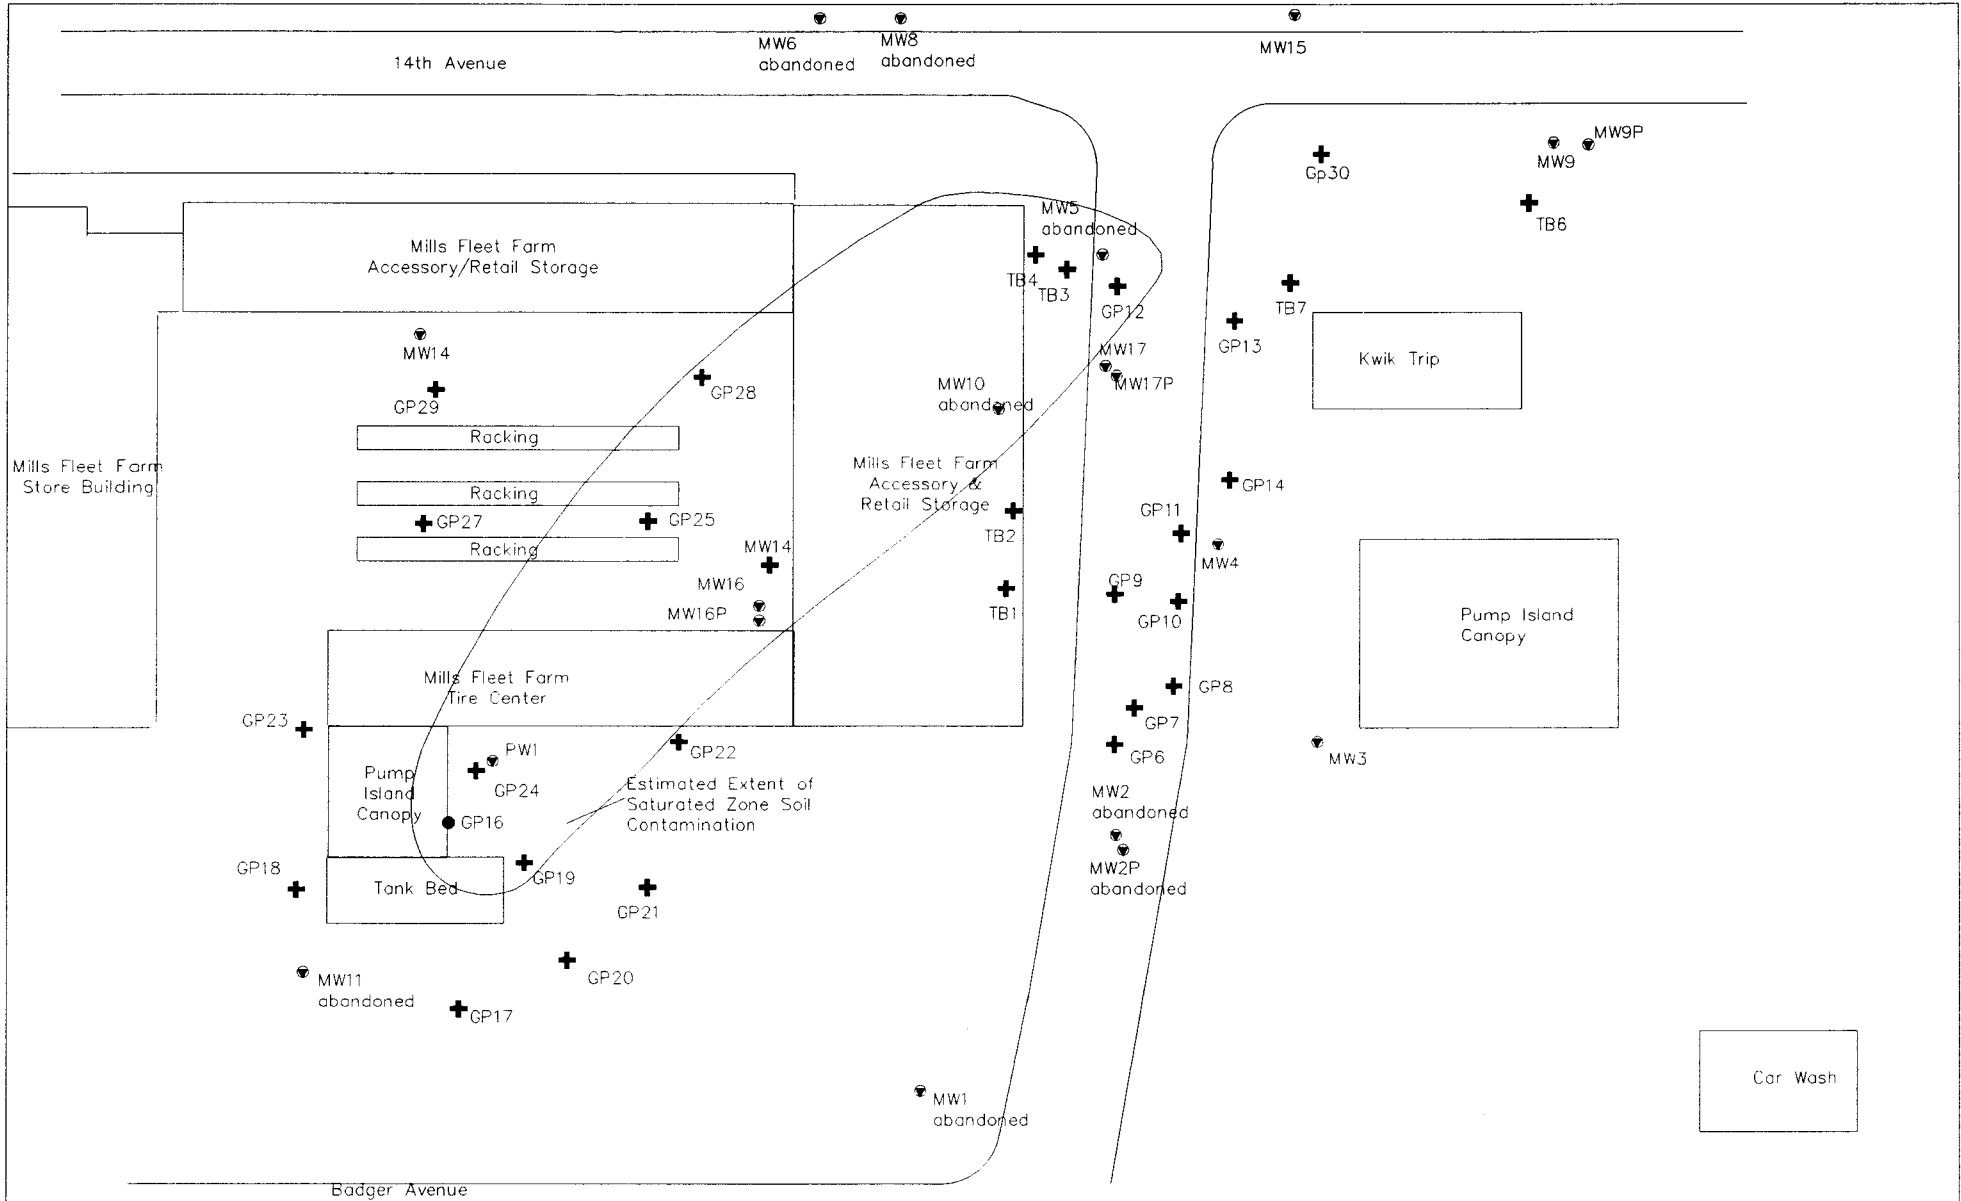 MW6
abandoned
MW8
abandoned
MW15
14th Avenue
MW9P
MW9
Gp30
TB6
MW5
abandoned
Mills Fleet Farm
Accessory/Retail Storage
TB4
TB3
TB7
GP12
GP13
MW14
MW17
Kwik Trip
MW17P
MW10
abandoned
GP28
GP29
Racking
Mills Fleet Farm
Store Building
Mills Fleet Farm
Accessory &
Retail Storage
Racking
GP14
GP27
GP25
GP11
TB2
Racking
MW14
MW4
MW16
GP9
MW16P
TB1
GP10
Pump Island
Canopy
Mills Fleet Farm
Tire Center
GP8
GP23
GP7
PW1
GP22
GP6
MW3
Pump
Island
Canopy
GP24
Estimated Extent of
Saturated Zone Soil
Contamination
MW2
abandoned
GP16
GP18
GP19
MW2P
abandoned
Tank Bed
GP21
MW11
abandoned
GP20
GP17
Car Wash
MW1
abandoned
Badger Avenue